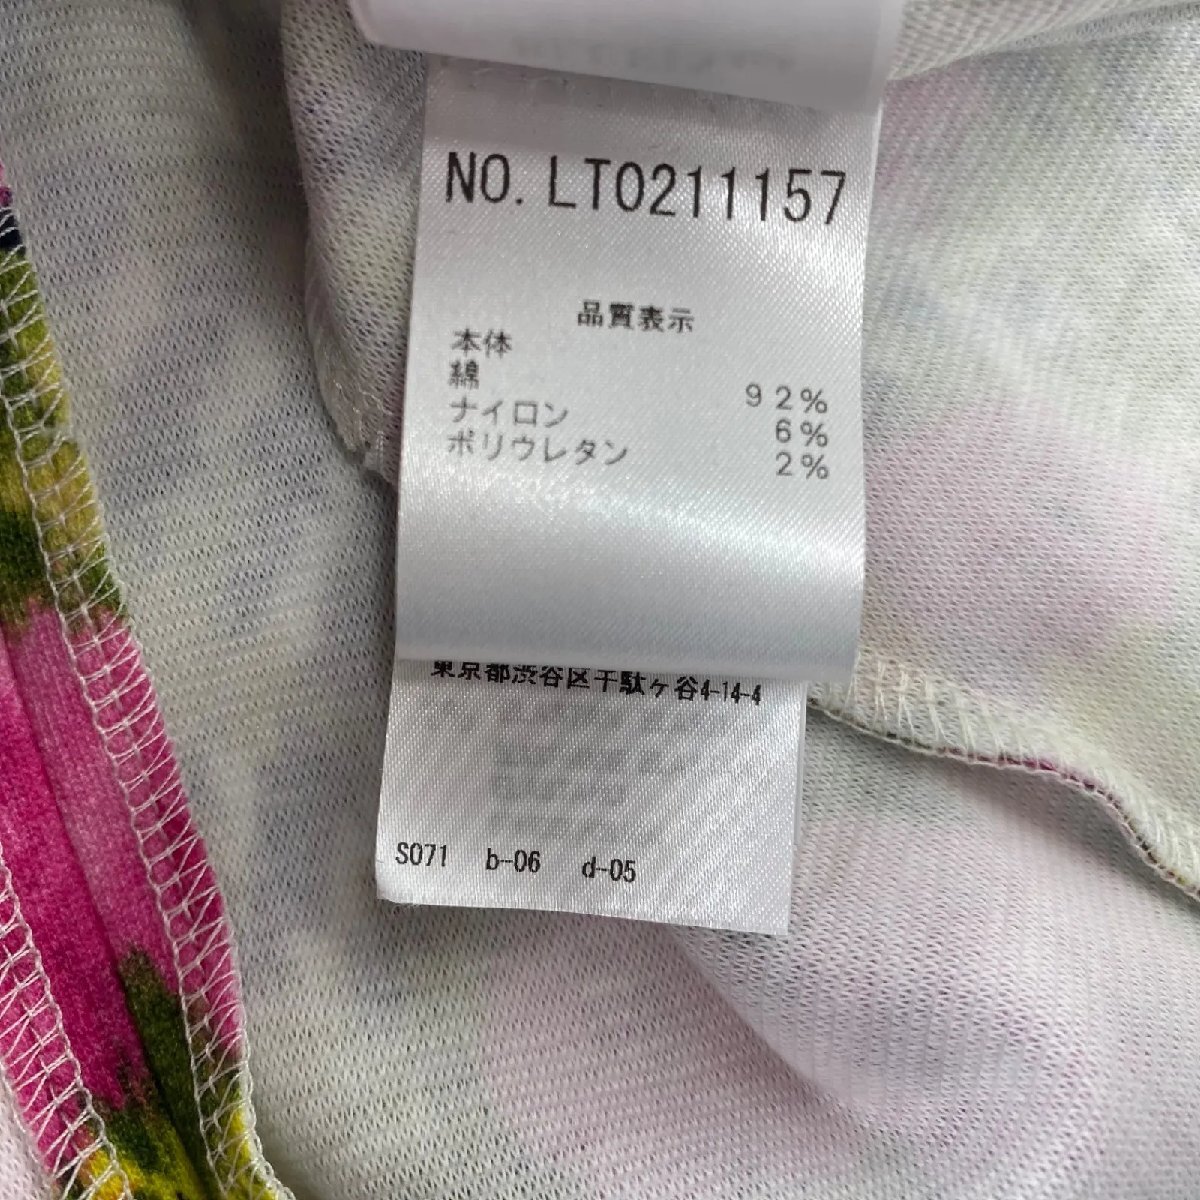 NO. LT0211157
品質表示
本体
綿 92%
ナイロン 6%
ポリウレタン 2%
東京都渋谷区千駄ヶ谷4-14-4
S071 b-06 d-05